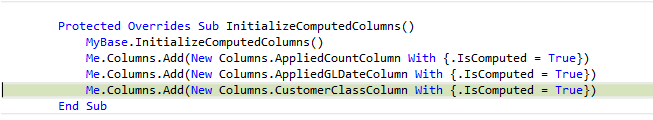 Protected Overrides Sub InitializeComputedColumns()
MyBase.InitializeComputedColumns()
Me.Columns.Add(New Columns.AppliedCountColumn With {.IsComputed = True})
Me.Columns.Add(New Columns.AppliedGLDateColumn With {.IsComputed = True})
Me.Columns.Add(New Columns.CustomerClassColumn With {.IsComputed = True})
End Sub